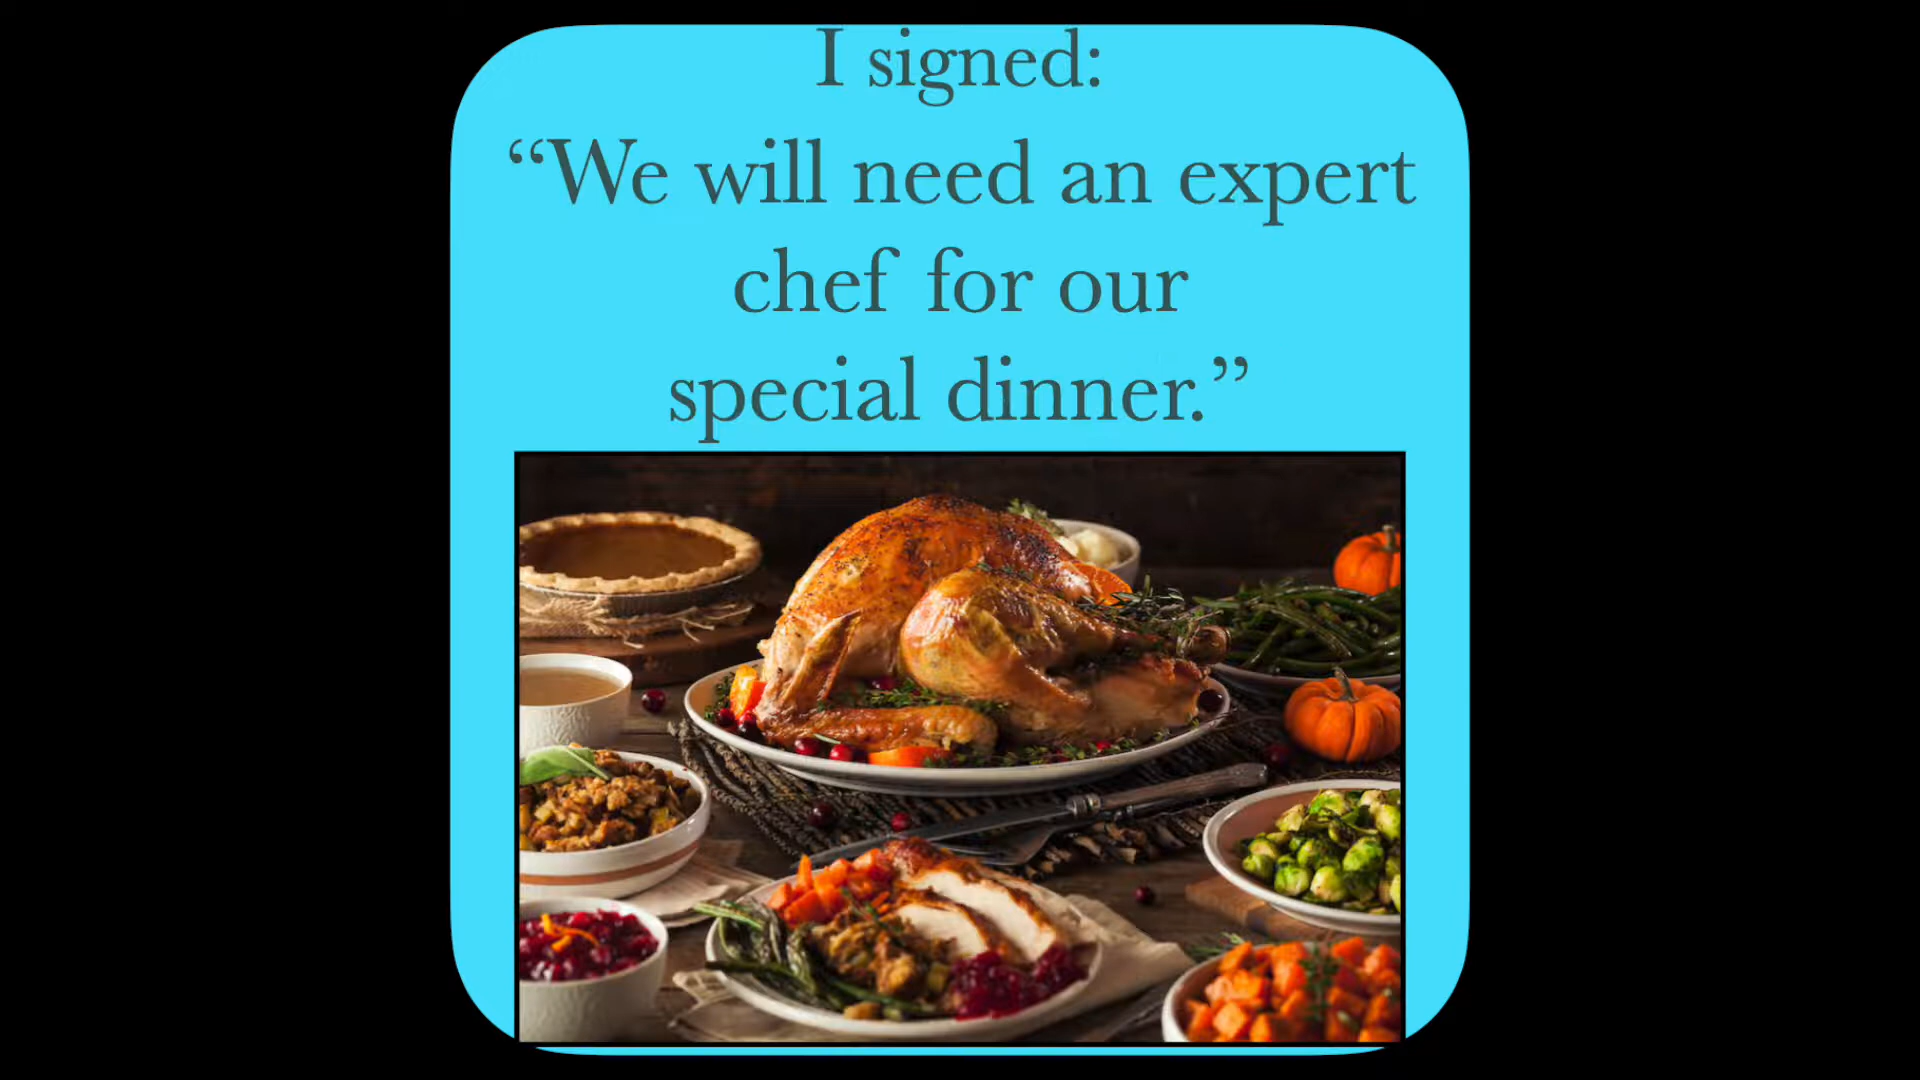 I signed:
“We will need an expert
chef for our
special dinner.”